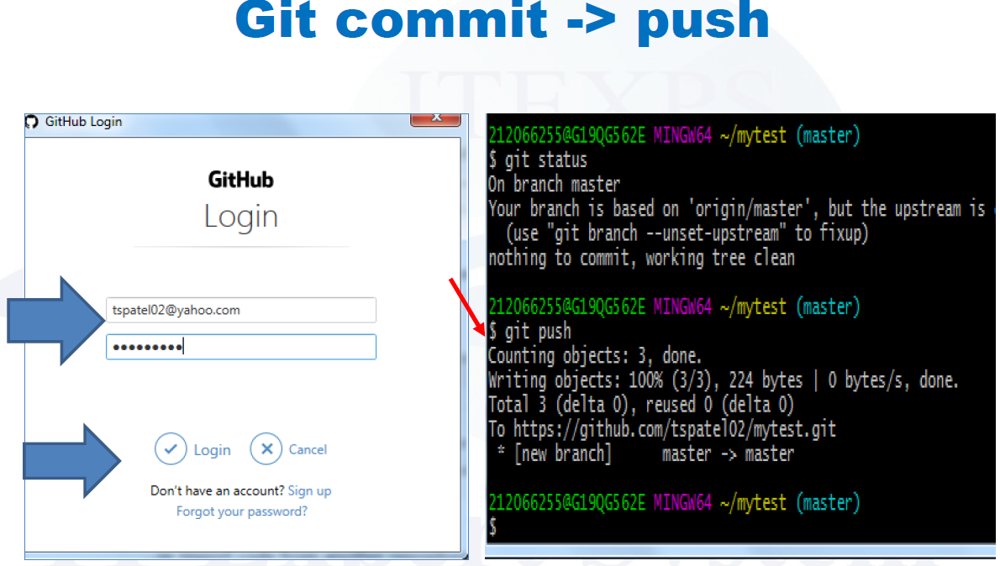 Git commit -> push
ITEXPS
GitHub Login
GitHub
Login
tspatel02@yahoo.com
•••••••••
Login
Cancel
Don't have an account? Sign up
Forgot your password?
212066255@G19QG562E MINGW64 ~/mytest (master)
$ git status
On branch master
Your branch is based on 'origin/master', but the upstream is
(use "git branch --unset-upstream" to fixup)
nothing to commit, working tree clean
212066255@G19QG562E MINGW64 ~/mytest (master)
$ git push
Counting objects: 3, done.
Writing objects: 100% (3/3), 224 bytes | 0 bytes/s, done.
Total 3 (delta 0), reused 0 (delta 0)
To https://github.com/tspatel02/mytest.git
* [new branch] master -> master
212066255@G19QG562E MINGW64 ~/mytest (master)
$